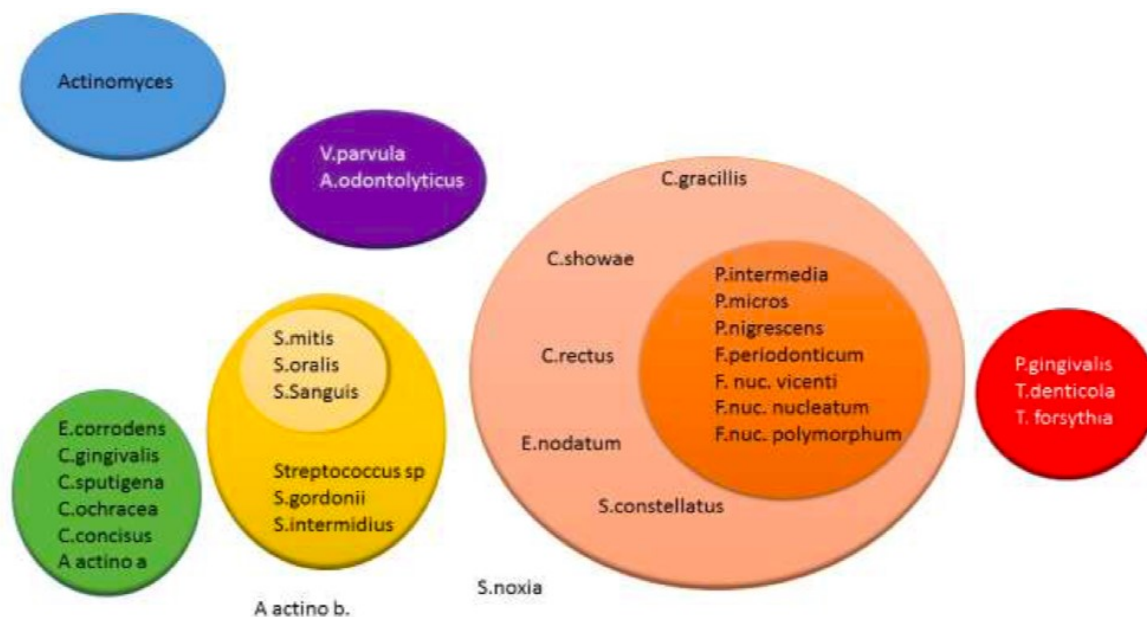 Actinomyces
V.parvula
A.odontolyticus
C.gracillis
C.showae
C.rectus
E.nodatum
S.constellatus
P.intermedia
P.micros
P.nigrescens
F.periodonticum
F. nuc. vicenti
F.nuc. nucleatum
F.nuc. polymorphum
P.gingivalis
T.denticola
T. forsythia
S.mitis
S.oralis
S.Sanguis
Streptococcus sp
S.gordonii
S.intermidius
E.corrodens
C.gingivalis
C.sputigena
C.ochracea
C.concisus
A actino a
A actino b.
S.noxia